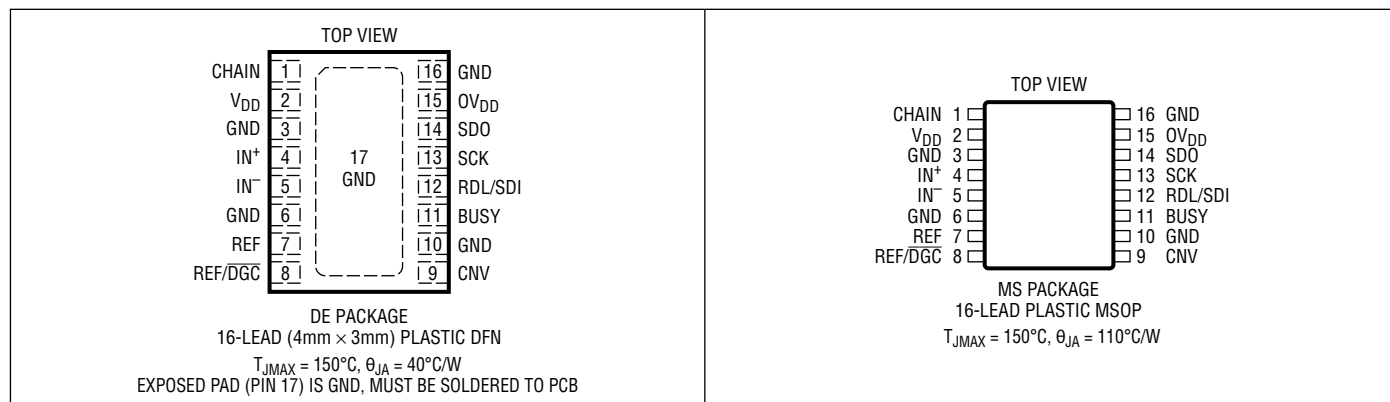 TOP VIEW
CHAIN 1 16 GND
VDD 2 15 OVDD
GND 3 14 SDO
IN+ 4 17 13 SCK
IN– 5 GND 12 RDL/SDI
GND 6 11 BUSY
REF 7 10 GND
REF/D̅G̅C̅ 8 9 CNV
DE PACKAGE
16-LEAD (4mm × 3mm) PLASTIC DFN
TJMAX = 150°C, θJA = 40°C/W
EXPOSED PAD (PIN 17) IS GND, MUST BE SOLDERED TO PCB
TOP VIEW
CHAIN 1 16 GND
VDD 2 15 OVDD
GND 3 14 SDO
IN+ 4 13 SCK
IN– 5 12 RDL/SDI
GND 6 11 BUSY
REF 7 10 GND
REF/D̅G̅C̅ 8 9 CNV
MS PACKAGE
16-LEAD PLASTIC MSOP
TJMAX = 150°C, θJA = 110°C/W